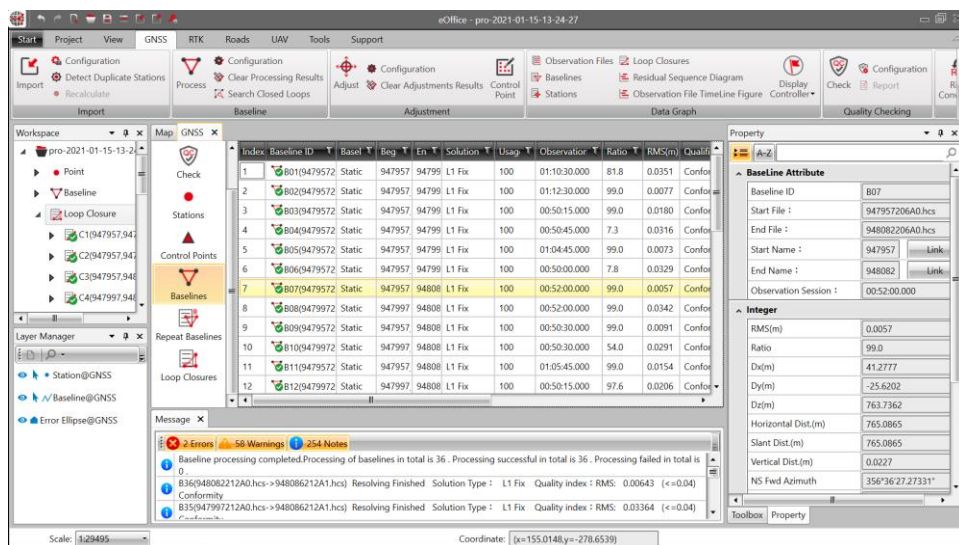 eOffice - pro-2021-01-15-13-24-27
Start Project View GNSS RTK Roads UAV Tools Support
Import
Configuration
Detect Duplicate Stations
Recalculate
Import
Process
Configuration
Clear Processing Results
Search Closed Loops
Baseline
Adjust
Configuration
Clear Adjustments Results
Control Point
Adjustment
Observation Files Loop Closures
Baselines Residual Sequence Diagram
Stations Observation File TimeLine Figure
Display Controller
Data Graph
Check
Configuration
Report
Quality Checking
Workspace
pro-2021-01-15-13-2
Point
Baseline
Loop Closure
C1(947957,947
C2(947957,947
C3(947957,948
C4(947997,948
Layer Manager
Station@GNSS
Baseline@GNSS
Error Ellipse@GNSS
Map GNSS
Check
Stations
Control Points
Baselines
Repeat Baselines
Loop Closures
Index Baseline ID Basel Beg En Solution Usag Observatior Ratio RMS(m) Qualifi
1 B01(9479572 Static 947957 94799 L1 Fix 100 01:10:30.000 81.8 0.0351 Confor
2 B02(9479572 Static 947957 94799 L1 Fix 100 01:12:30.000 99.0 0.0077 Confor
3 B03(9479572 Static 947957 94799 L1 Fix 100 00:50:15.000 99.0 0.0180 Confor
4 B04(9479572 Static 947957 94799 L1 Fix 100 00:50:45.000 7.3 0.0316 Confor
5 B05(9479572 Static 947957 94799 L1 Fix 100 01:04:45.000 99.0 0.0073 Confor
6 B06(9479572 Static 947957 94799 L1 Fix 100 00:50:00.000 7.8 0.0329 Confor
7 B07(9479572 Static 947957 94808 L1 Fix 100 00:52:00.000 99.0 0.0057 Confor
8 B08(9479972 Static 947997 94808 L1 Fix 100 00:52:00.000 99.0 0.0342 Confor
9 B09(9479572 Static 947957 94808 L1 Fix 100 00:50:30.000 99.0 0.0091 Confor
10 B10(9479972 Static 947997 94808 L1 Fix 100 00:50:30.000 54.0 0.0291 Confor
11 B11(9479572 Static 947957 94808 L1 Fix 100 01:05:45.000 99.0 0.0154 Confor
12 B12(9479972 Static 947997 94808 L1 Fix 100 00:50:15.000 97.6 0.0206 Confor
Message
2 Errors 58 Warnings 254 Notes
Baseline processing completed.Processing of baselines in total is 36 . Processing successful in total is 36 . Processing failed in total is
0 .
B36(948082212A0.hcs->948086212A1.hcs) Resolving Finished Solution Type : L1 Fix Quality index : RMS: 0.00643 (<=0.04)
Conformity
B35(947997212A0.hcs->948086212A1.hcs) Resolving Finished Solution Type : L1 Fix Quality index : RMS: 0.03364 (<=0.04)
Property
A-Z
BaseLine Attribute
Baseline ID B07
Start File : 947957206A0.hcs
End File : 948082206A0.hcs
Start Name : 947957 Link
End Name : 948082 Link
Observation Session : 00:52:00.000
Integer
RMS(m) 0.0057
Ratio 99.0
Dx(m) 41.2777
Dy(m) -25.6202
Dz(m) 763.7362
Horizontal Dist.(m) 765.0865
Slant Dist.(m) 765.0865
Vertical Dist.(m) 0.0227
NS Fwd Azimuth 356°36'27.27331"
Toolbox Property
Scale: 1:29495
Coordinate: (x=155.0148,y=-278.6539)